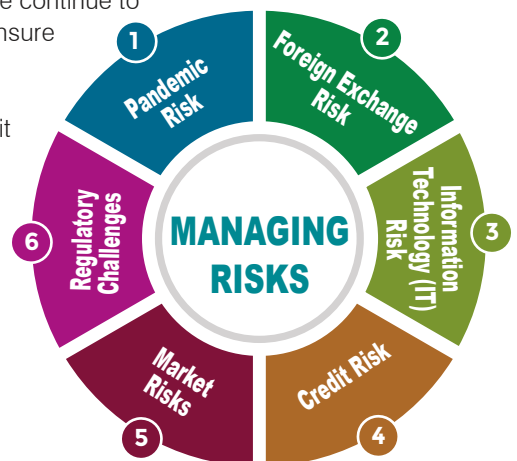 e continue to
nsure
it
1
Pandemic
Risk
2
Foreign Exchange
Risk
3
Information
Technology (IT)
Risk
4
Credit Risk
5
Market
Risks
6
Regulatory
Challenges
MANAGING
RISKS